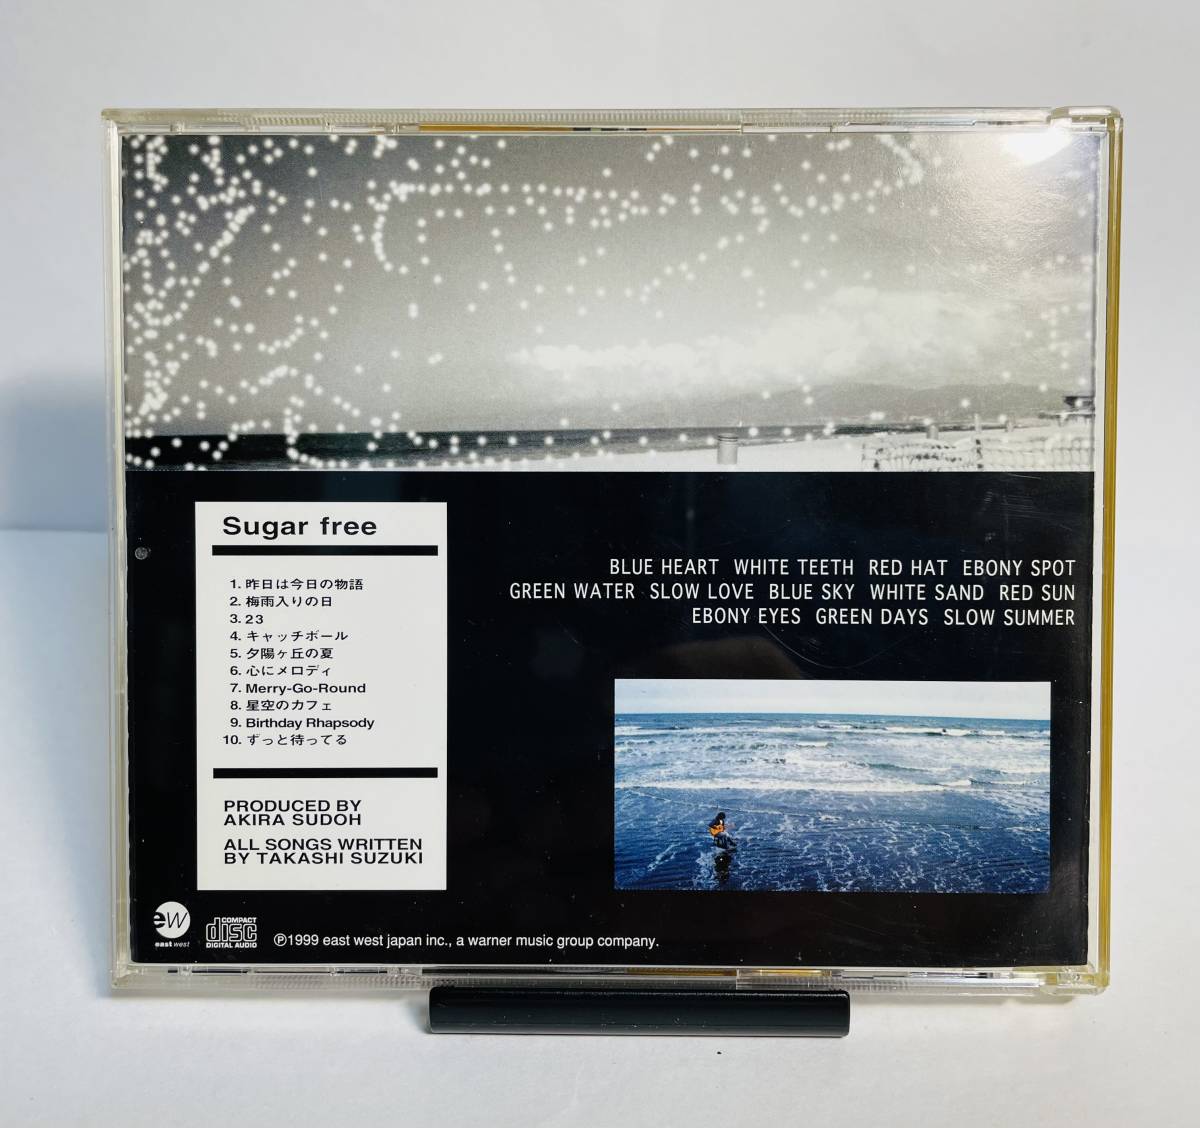 Sugar free
1. 昨日は今日の物語
2. 梅雨入りの日
3. 23
4. キャッチボール
5. 夕陽ヶ丘の夏
6. 心にメロディ
7. Merry-Go-Round
8. 星空のカフェ
9. Birthday Rhapsody
10. ずっと待ってる
PRODUCED BY
AKIRA SUDOH
ALL SONGS WRITTEN
BY TAKASHI SUZUKI
BLUE HEART WHITE TEETH RED HAT EBONY SPOT
GREEN WATER SLOW LOVE BLUE SKY WHITE SAND RED SUN
EBONY EYES GREEN DAYS SLOW SUMMER
ew
east west
COMPACT
disc
DIGITAL AUDIO
Ⓟ1999 east west japan inc., a warner music group company.